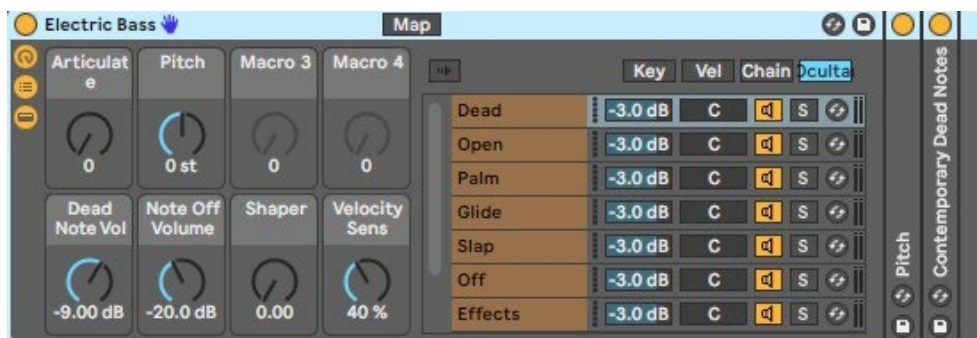 Electric Bass
Map
Articulat
e
Pitch
Macro 3
Macro 4
0
0 st
0
0
Dead
Note Vol
Note Off
Volume
Shaper
Velocity
Sens
-9.00 dB
-20.0 dB
0.00
40 %
Key Vel Chain Oculta
Dead -3.0 dB C S
Open -3.0 dB C S
Palm -3.0 dB C S
Glide -3.0 dB C S
Slap -3.0 dB C S
Off -3.0 dB C S
Effects -3.0 dB C S
Pitch
Contemporary Dead Notes